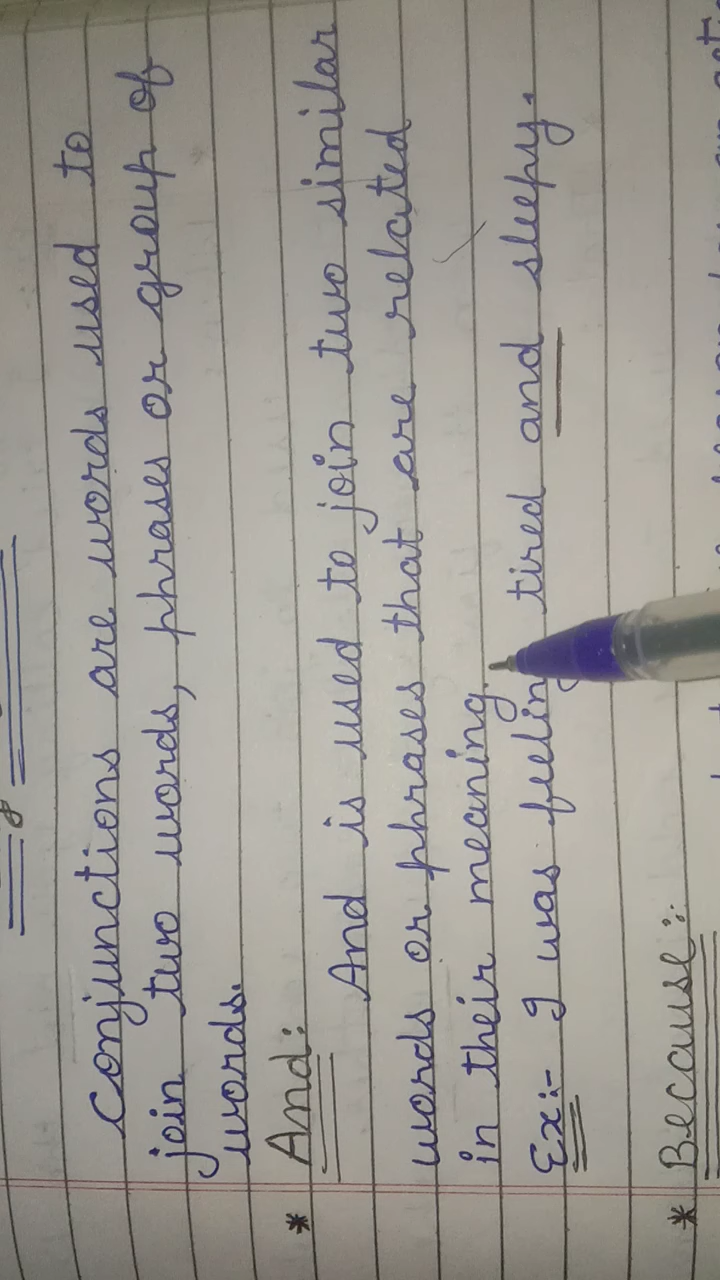 Conjunctions are words used to
join two words, phrases or group of
words.
* And:
And is used to join two similar
words or phrases that are related
in their meaning.
Ex:- I was feeling tired and sleepy.
* Because: